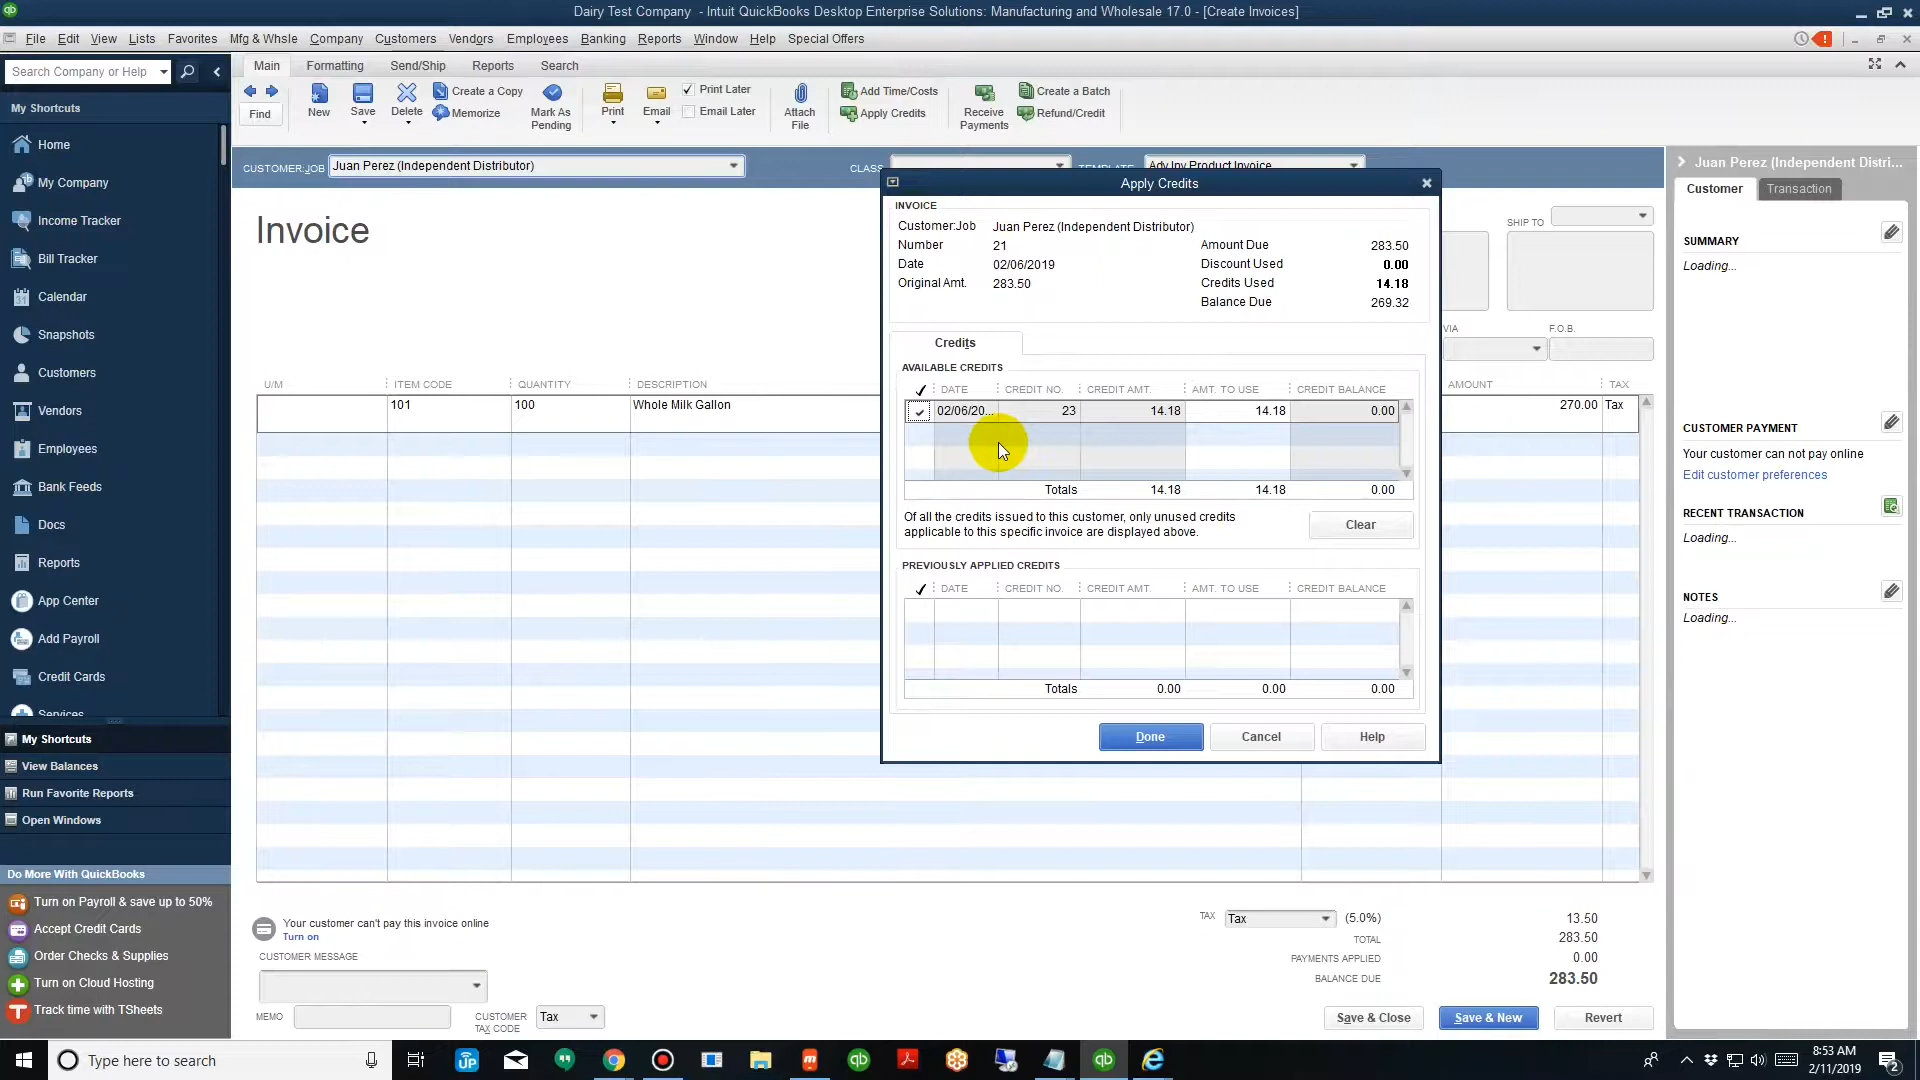 Dairy Test Company - Intuit QuickBooks Desktop Enterprise Solutions: Manufacturing and Wholesale 17.0 - [Create Invoices]
File Edit View Lists Favorites Mfg & Whsle Company Customers Vendors Employees Banking Reports Window Help Special Offers
Search Company or Help
Main Formatting Send/Ship Reports Search
Find
New
Save
Delete
Create a Copy
Memorize
Mark As
Pending
Print
Email
Print Later
Email Later
Attach
File
Add Time/Costs
Apply Credits
Receive
Payments
Create a Batch
Refund/Credit
My Shortcuts
Home
My Company
Income Tracker
Bill Tracker
Calendar
Snapshots
Customers
Vendors
Employees
Bank Feeds
Docs
Reports
App Center
Add Payroll
Credit Cards
Services
My Shortcuts
View Balances
Run Favorite Reports
Open Windows
Do More With QuickBooks
Turn on Payroll & save up to 50%
Accept Credit Cards
Order Checks & Supplies
Turn on Cloud Hosting
Track time with TSheets
CUSTOMER:JOB Juan Perez (Independent Distributor)
CLASS
TEMPLATE Adv Inv Product Invoice
Invoice
SHIP TO
VIA F.O.B.
U/M ITEM CODE QUANTITY DESCRIPTION AMOUNT TAX
101 100 Whole Milk Gallon 270.00 Tax
Apply Credits
INVOICE
Customer:Job Juan Perez (Independent Distributor)
Number 21 Amount Due 283.50
Date 02/06/2019 Discount Used 0.00
Original Amt. 283.50 Credits Used 14.18
Balance Due 269.32
Credits
AVAILABLE CREDITS
DATE CREDIT NO. CREDIT AMT. AMT. TO USE CREDIT BALANCE
02/06/20... 23 14.18 14.18 0.00
Totals 14.18 14.18 0.00
Of all the credits issued to this customer, only unused credits
applicable to this specific invoice are displayed above.
Clear
PREVIOUSLY APPLIED CREDITS
DATE CREDIT NO. CREDIT AMT. AMT. TO USE CREDIT BALANCE
Totals 0.00 0.00 0.00
Done Cancel Help
Your customer can't pay this invoice online
Turn on
CUSTOMER MESSAGE
MEMO
CUSTOMER
TAX CODE
Tax
TAX Tax (5.0%) 13.50
TOTAL 283.50
PAYMENTS APPLIED 0.00
BALANCE DUE 283.50
Save & Close Save & New Revert
Juan Perez (Independent Distri...
Customer Transaction
SUMMARY
Loading...
CUSTOMER PAYMENT
Your customer can not pay online
Edit customer preferences
RECENT TRANSACTION
Loading...
NOTES
Loading...
Type here to search
8:53 AM
2/11/2019
2